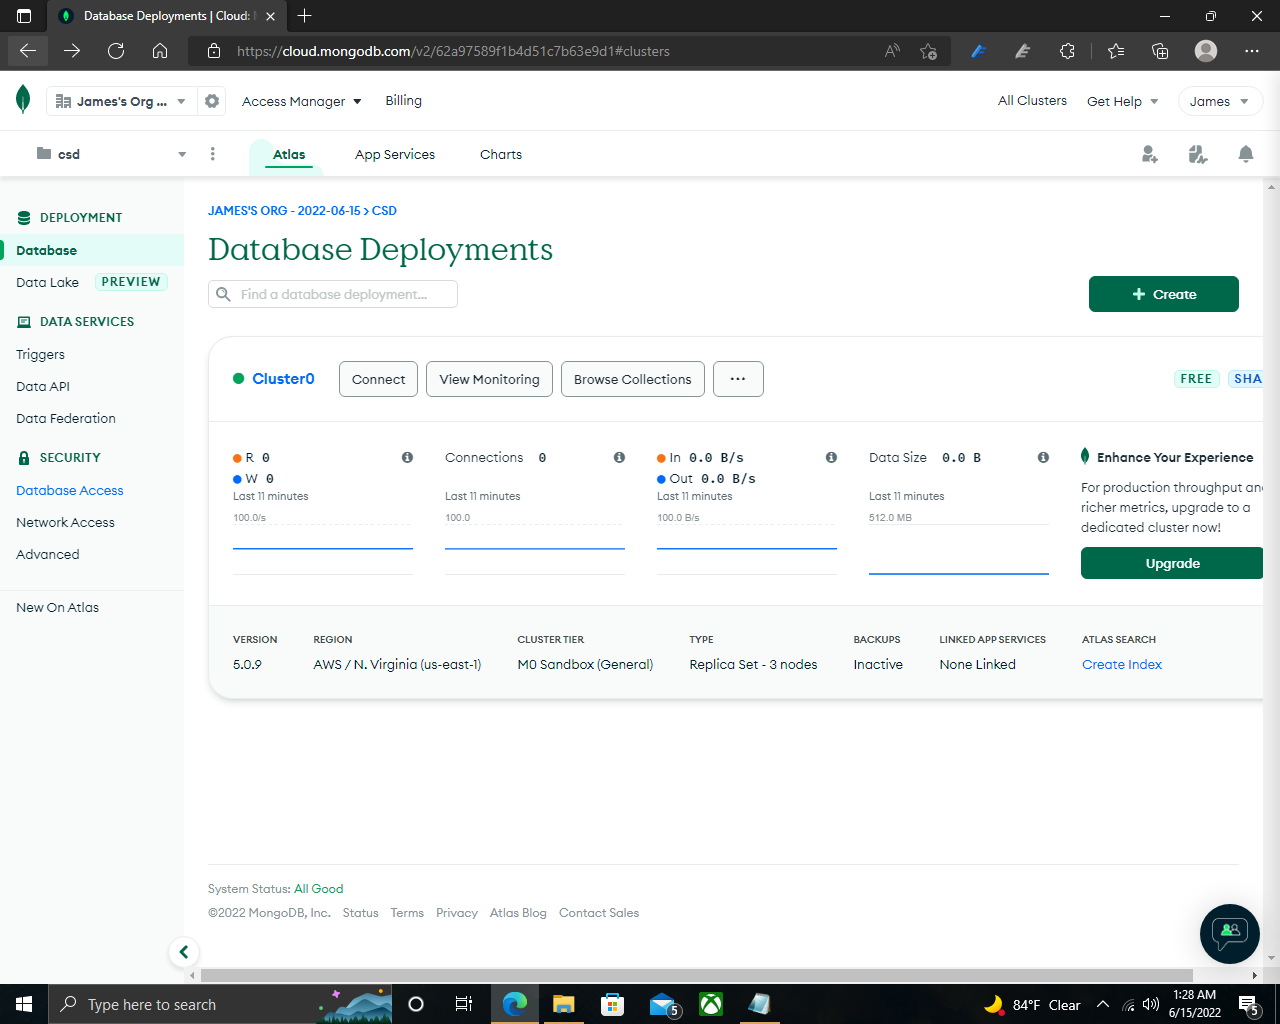 Database Deployments | Cloud:
https://cloud.mongodb.com/v2/62a97589f1b4d51c7b63e9d1#clusters
James's Org ...
Access Manager
Billing
All Clusters
Get Help
James
csd
Atlas
App Services
Charts
DEPLOYMENT
Database
Data Lake
PREVIEW
DATA SERVICES
Triggers
Data API
Data Federation
SECURITY
Database Access
Network Access
Advanced
New On Atlas
JAMES'S ORG - 2022-06-15 > CSD
Database Deployments
Find a database deployment...
+ Create
Cluster0
Connect
View Monitoring
Browse Collections
...
FREE
SHA
R 0
W 0
Last 11 minutes
100.0/s
Connections 0
Last 11 minutes
100.0
In 0.0 B/s
Out 0.0 B/s
Last 11 minutes
100.0 B/s
Data Size 0.0 B
Last 11 minutes
512.0 MB
Enhance Your Experience
For production throughput and
richer metrics, upgrade to a
dedicated cluster now!
Upgrade
VERSION
5.0.9
REGION
AWS / N. Virginia (us-east-1)
CLUSTER TIER
M0 Sandbox (General)
TYPE
Replica Set - 3 nodes
BACKUPS
Inactive
LINKED APP SERVICES
None Linked
ATLAS SEARCH
Create Index
System Status: All Good
©2022 MongoDB, Inc. Status Terms Privacy Atlas Blog Contact Sales
Type here to search
5
84°F Clear
1:28 AM
6/15/2022
5